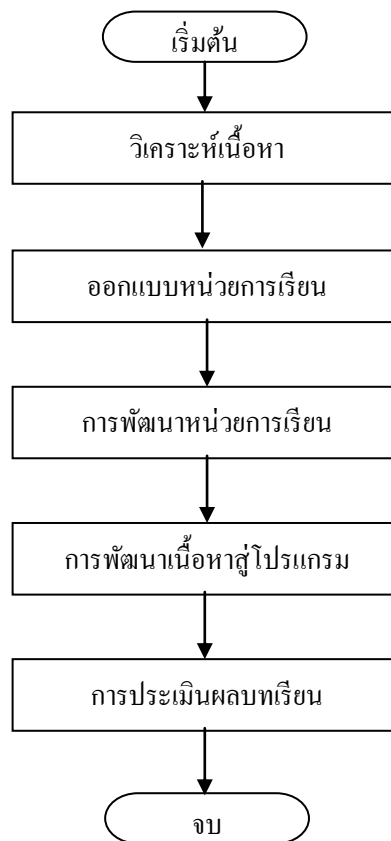 เริ่มต้น
วิเคราะห์เนื้อหา
ออกแบบหน่วยการเรียน
การพัฒนาหน่วยการเรียน
การพัฒนาเนื้อหาสู่โปรแกรม
การประเมินผลบทเรียน
จบ